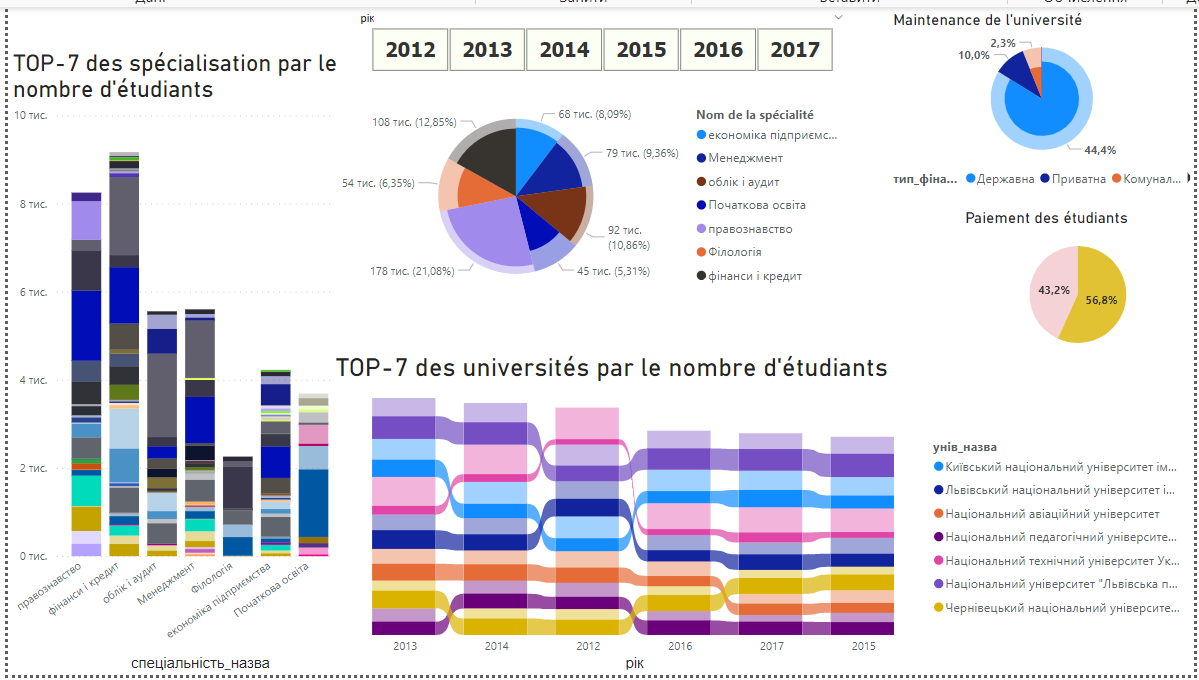 рік
2012 2013 2014 2015 2016 2017
TOP-7 des spécialisation par le
nombre d'étudiants
10 тис.
8 тис.
6 тис.
4 тис.
2 тис.
0 тис.
правознавство
фінанси і кредит
облік і аудит
Менеджмент
Філологія
економіка підприємства
Початкова освіта
спеціальність_назва
108 тис. (12,85%)
68 тис. (8,09%)
79 тис. (9,36%)
54 тис. (6,35%)
92 тис.
(10,86%)
178 тис. (21,08%)
45 тис. (5,31%)
Nom de la spécialité
економіка підприємс...
Менеджмент
облік і аудит
Початкова освіта
правознавство
Філологія
фінанси і кредит
Maintenance de l'université
2,3%
10,0%
44,4%
тип_фіна...
Державна
Приватна
Комунал...
Paiement des étudiants
43,2%
56,8%
TOP-7 des universités par le nombre d'étudiants
2013 2014 2012 2016 2017 2015
рік
унів_назва
Київський національний університет ім...
Львівський національний університет і...
Національний авіаційний університет
Національний педагогічний університе...
Національний технічний університет Ук...
Національний університет "Львівська п...
Чернівецький національний університе...